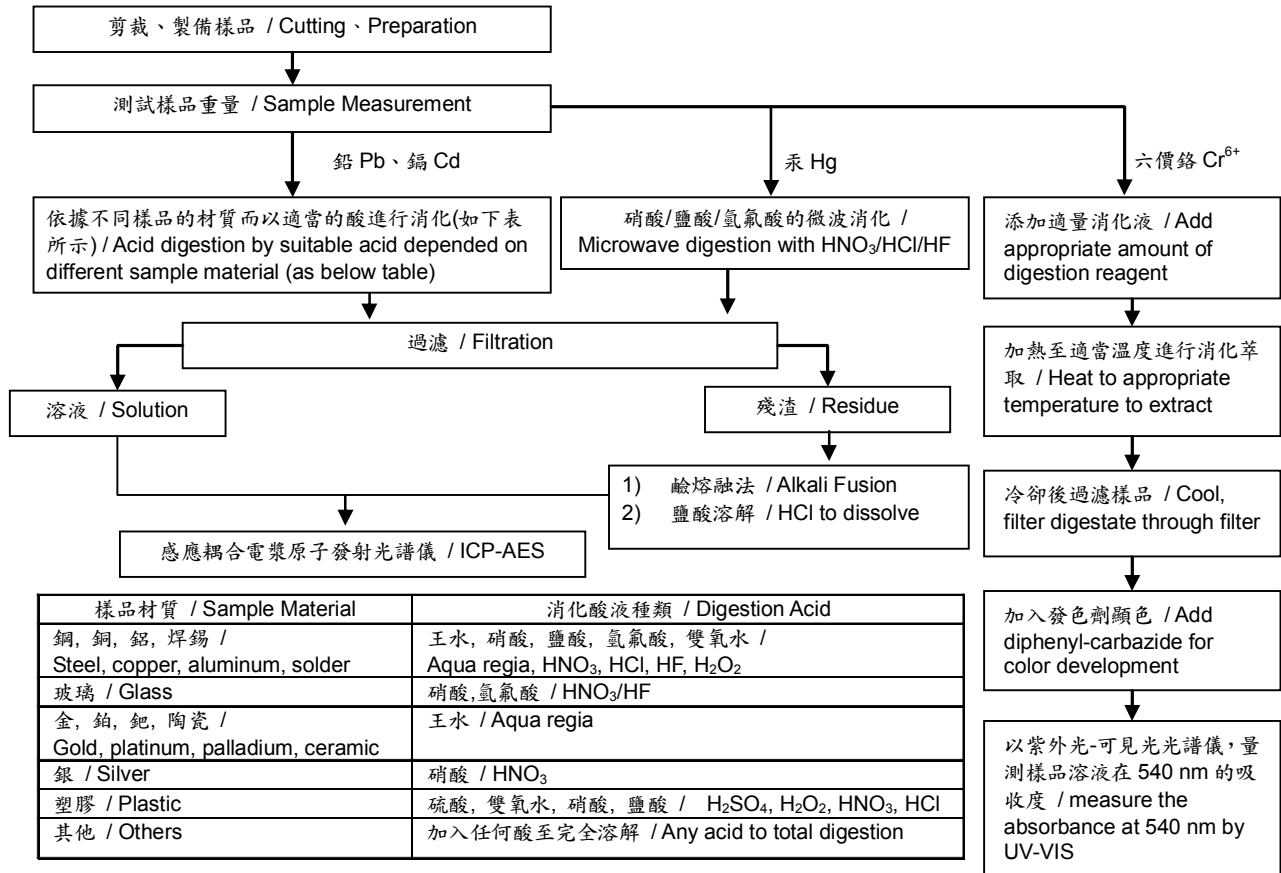 剪裁、製備樣品 / Cutting、Preparation
測試樣品重量 / Sample Measurement
鉛 Pb、鎘 Cd
汞 Hg
六價鉻 Cr⁶⁺
依據不同樣品的材質而以適當的酸進行消化(如下表
所示) / Acid digestion by suitable acid depended on
different sample material (as below table)
硝酸/鹽酸/氫氟酸的微波消化 /
Microwave digestion with HNO₃/HCl/HF
添加適量消化液 / Add
appropriate amount of
digestion reagent
過濾 / Filtration
加熱至適當溫度進行消化萃
取 / Heat to appropriate
temperature to extract
溶液 / Solution
殘渣 / Residue
1) 鹼熔融法 / Alkali Fusion
2) 鹽酸溶解 / HCl to dissolve
冷卻後過濾樣品 / Cool,
filter digestate through filter
感應耦合電漿原子發射光譜儀 / ICP-AES
加入發色劑顯色 / Add
diphenyl-carbazide for
color development
以紫外光-可見光光譜儀，量
測樣品溶液在 540 nm 的吸
收度 / measure the
absorbance at 540 nm by
UV-VIS
樣品材質 / Sample Material 消化酸液種類 / Digestion Acid
鋼, 銅, 鋁, 焊錫 / 王水, 硝酸, 鹽酸, 氫氟酸, 雙氧水 /
Steel, copper, aluminum, solder Aqua regia, HNO₃, HCl, HF, H₂O₂
玻璃 / Glass 硝酸,氫氟酸 / HNO₃/HF
金, 鉑, 鈀, 陶瓷 / 王水 / Aqua regia
Gold, platinum, palladium, ceramic
銀 / Silver 硝酸 / HNO₃
塑膠 / Plastic 硫酸, 雙氧水, 硝酸, 鹽酸 / H₂SO₄, H₂O₂, HNO₃, HCl
其他 / Others 加入任何酸至完全溶解 / Any acid to total digestion